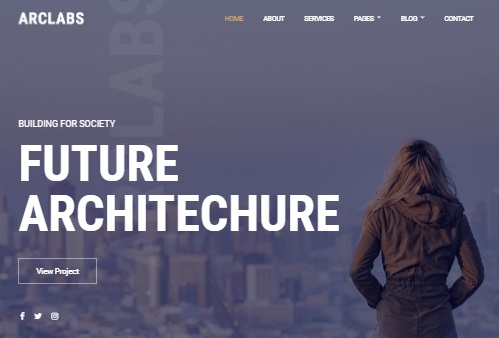 ARCLABS
HOME ABOUT SERVICES PAGES BLOG CONTACT
ARCLABS
BUILDING FOR SOCIETY
FUTURE
ARCHITECHURE
View Project